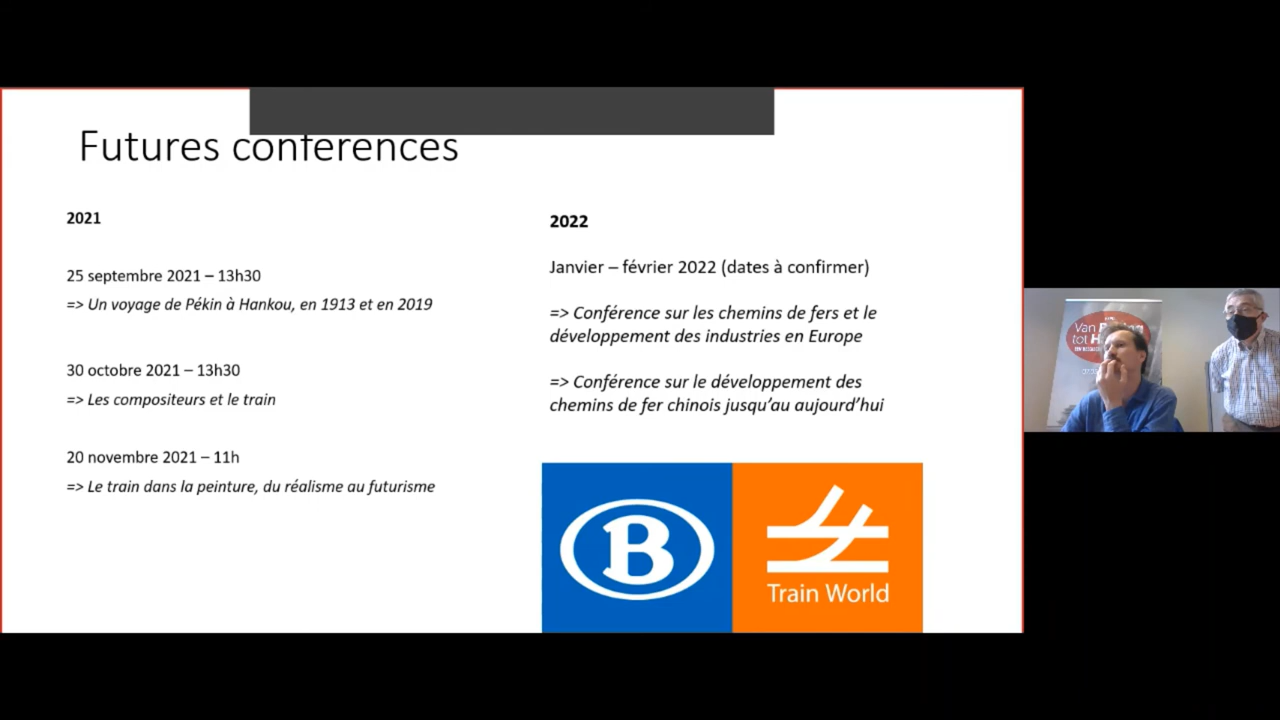 Futures conférences
2021
25 septembre 2021 – 13h30
=> Un voyage de Pékin à Hankou, en 1913 et en 2019
30 octobre 2021 – 13h30
=> Les compositeurs et le train
20 novembre 2021 – 11h
=> Le train dans la peinture, du réalisme au futurisme
2022
Janvier – février 2022 (dates à confirmer)
=> Conférence sur les chemins de fers et le
développement des industries en Europe
=> Conférence sur le développement des
chemins de fer chinois jusqu'au aujourd'hui
B
Train World
Van
tot